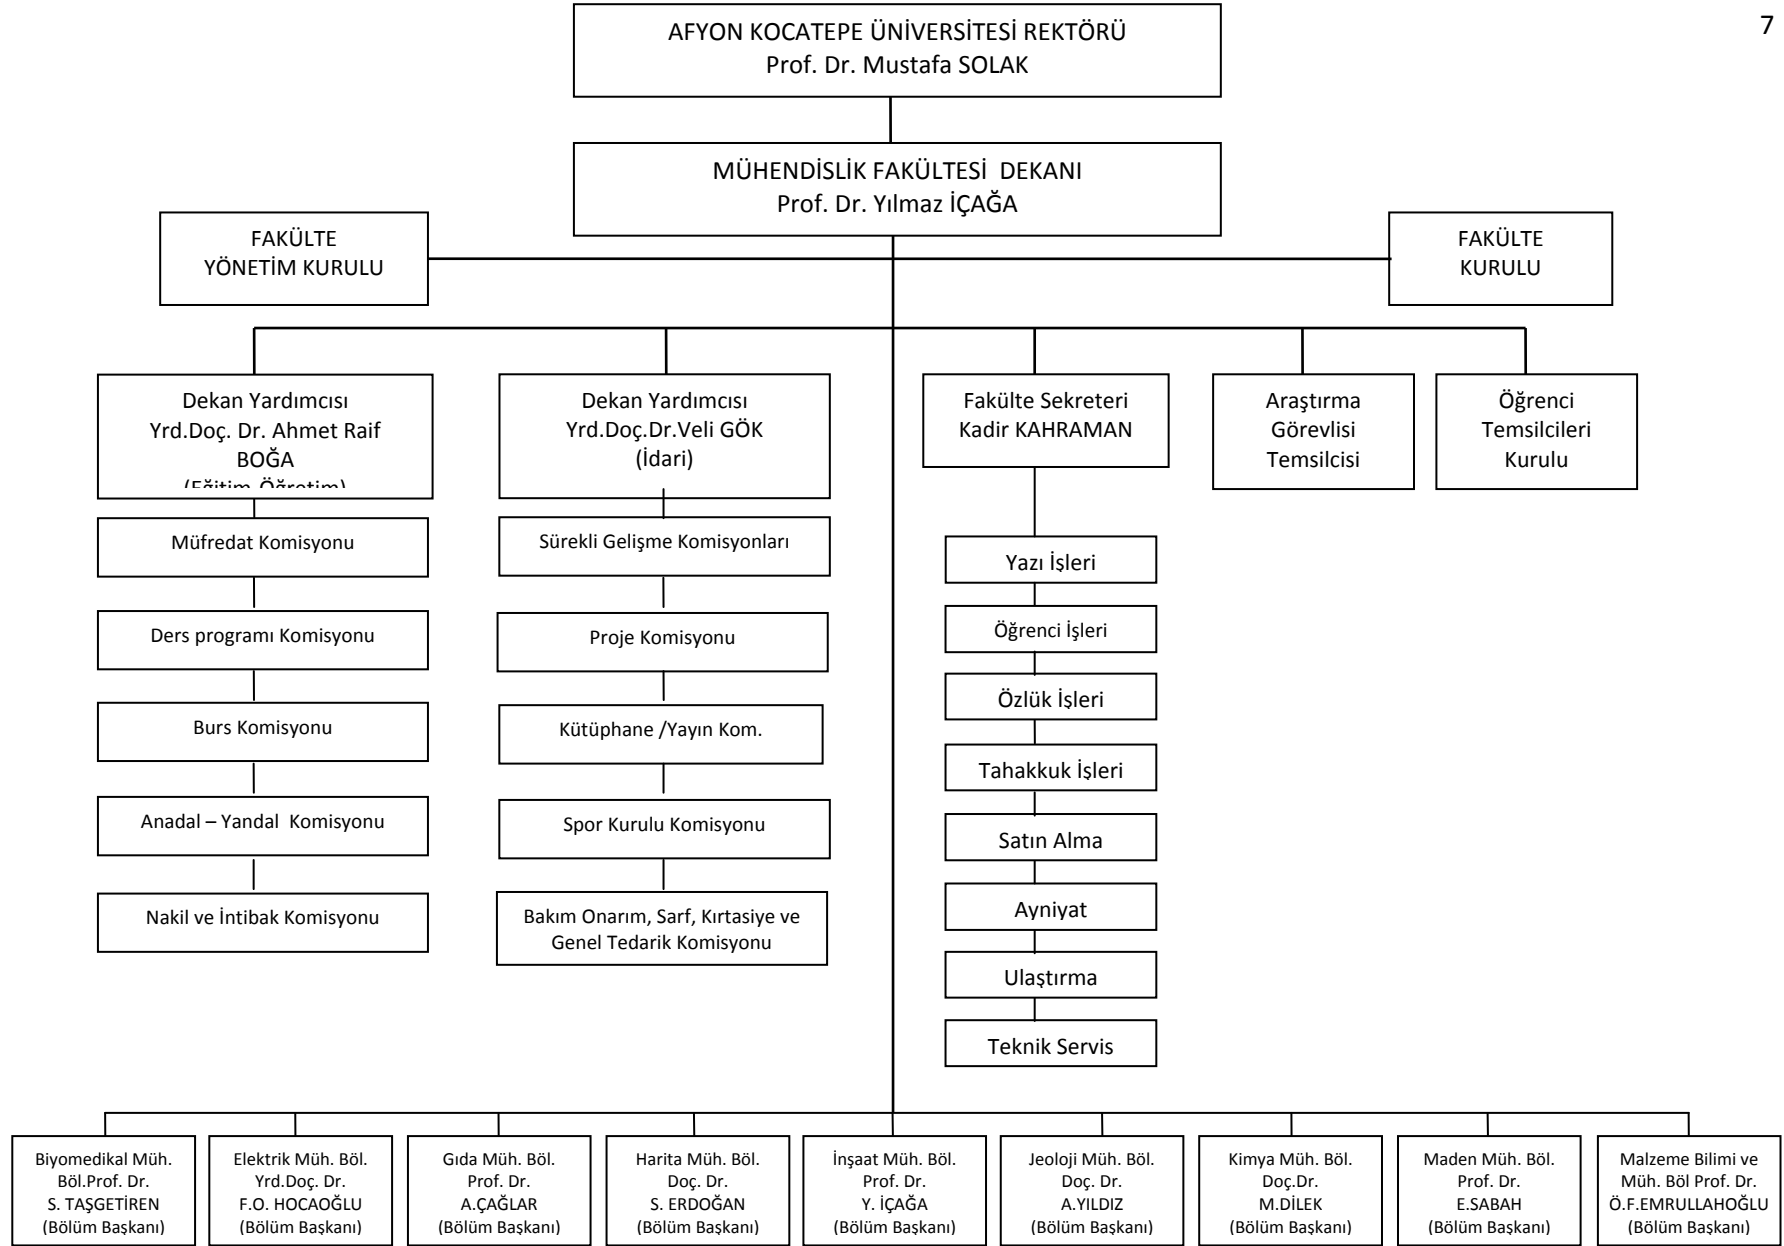 7
AFYON KOCATEPE ÜNİVERSİTESİ REKTÖRÜ
Prof. Dr. Mustafa SOLAK
MÜHENDİSLİK FAKÜLTESİ DEKANI
Prof. Dr. Yılmaz İÇAĞA
FAKÜLTE
YÖNETİM KURULU
FAKÜLTE
KURULU
Dekan Yardımcısı
Yrd.Doç. Dr. Ahmet Raif
BOĞA
(Eğitim-Öğretim)
Dekan Yardımcısı
Yrd.Doç.Dr.Veli GÖK
(İdari)
Fakülte Sekreteri
Kadir KAHRAMAN
Araştırma
Görevlisi
Temsilcisi
Öğrenci
Temsilcileri
Kurulu
Müfredat Komisyonu
Ders programı Komisyonu
Burs Komisyonu
Anadal – Yandal Komisyonu
Nakil ve İntibak Komisyonu
Sürekli Gelişme Komisyonları
Proje Komisyonu
Kütüphane /Yayın Kom.
Spor Kurulu Komisyonu
Bakım Onarım, Sarf, Kırtasiye ve
Genel Tedarik Komisyonu
Yazı İşleri
Öğrenci İşleri
Özlük İşleri
Tahakkuk İşleri
Satın Alma
Ayniyat
Ulaştırma
Teknik Servis
Biyomedikal Müh.
Böl.Prof. Dr.
S. TAŞGETİREN
(Bölüm Başkanı)
Elektrik Müh. Böl.
Yrd.Doç. Dr.
F.O. HOCAOĞLU
(Bölüm Başkanı)
Gıda Müh. Böl.
Prof. Dr.
A.ÇAĞLAR
(Bölüm Başkanı)
Harita Müh. Böl.
Doç. Dr.
S. ERDOĞAN
(Bölüm Başkanı)
İnşaat Müh. Böl.
Prof. Dr.
Y. İÇAĞA
(Bölüm Başkanı)
Jeoloji Müh. Böl.
Doç. Dr.
A.YILDIZ
(Bölüm Başkanı)
Kimya Müh. Böl.
Doç.Dr.
M.DİLEK
(Bölüm Başkanı)
Maden Müh. Böl.
Prof. Dr.
E.SABAH
(Bölüm Başkanı)
Malzeme Bilimi ve
Müh. Böl Prof. Dr.
Ö.F.EMRULLAHOĞLU
(Bölüm Başkanı)